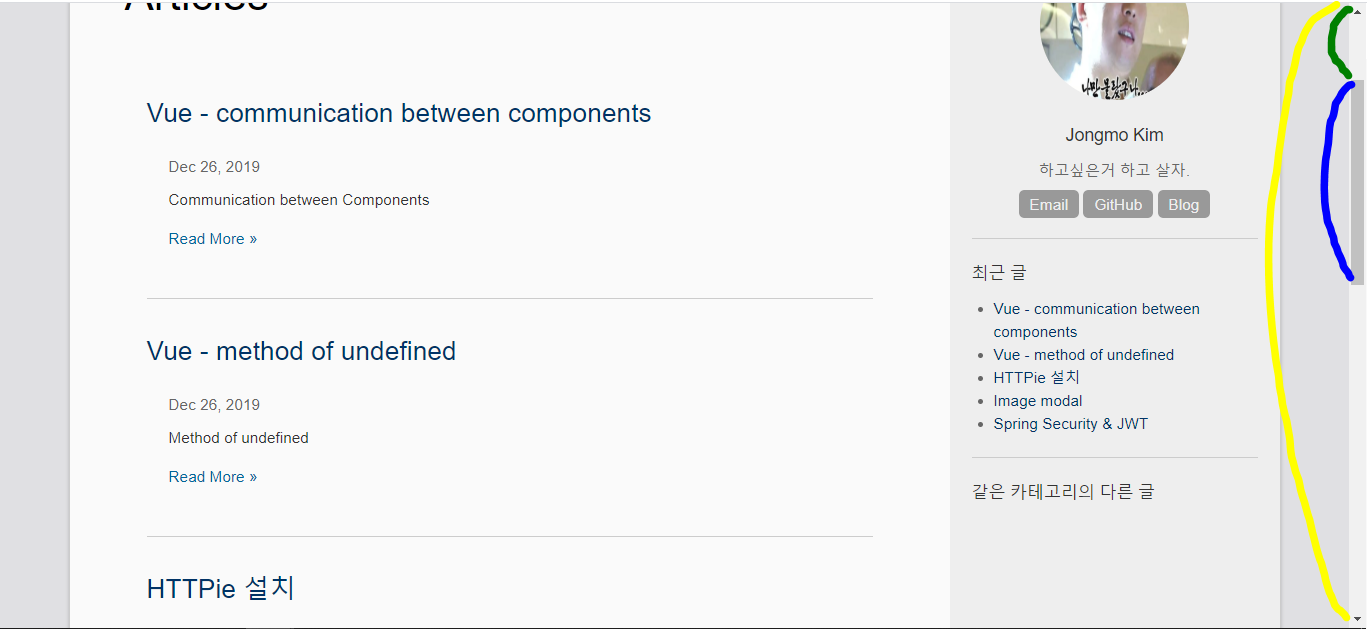 Articles
Vue - communication between components
Dec 26, 2019
Communication between Components
Read More »
Vue - method of undefined
Dec 26, 2019
Method of undefined
Read More »
HTTPie 설치
나만 몰랐구나...
Jongmo Kim
하고싶은거 하고 살자.
Email GitHub Blog
최근 글
Vue - communication between
components
Vue - method of undefined
HTTPie 설치
Image modal
Spring Security & JWT
같은 카테고리의 다른 글